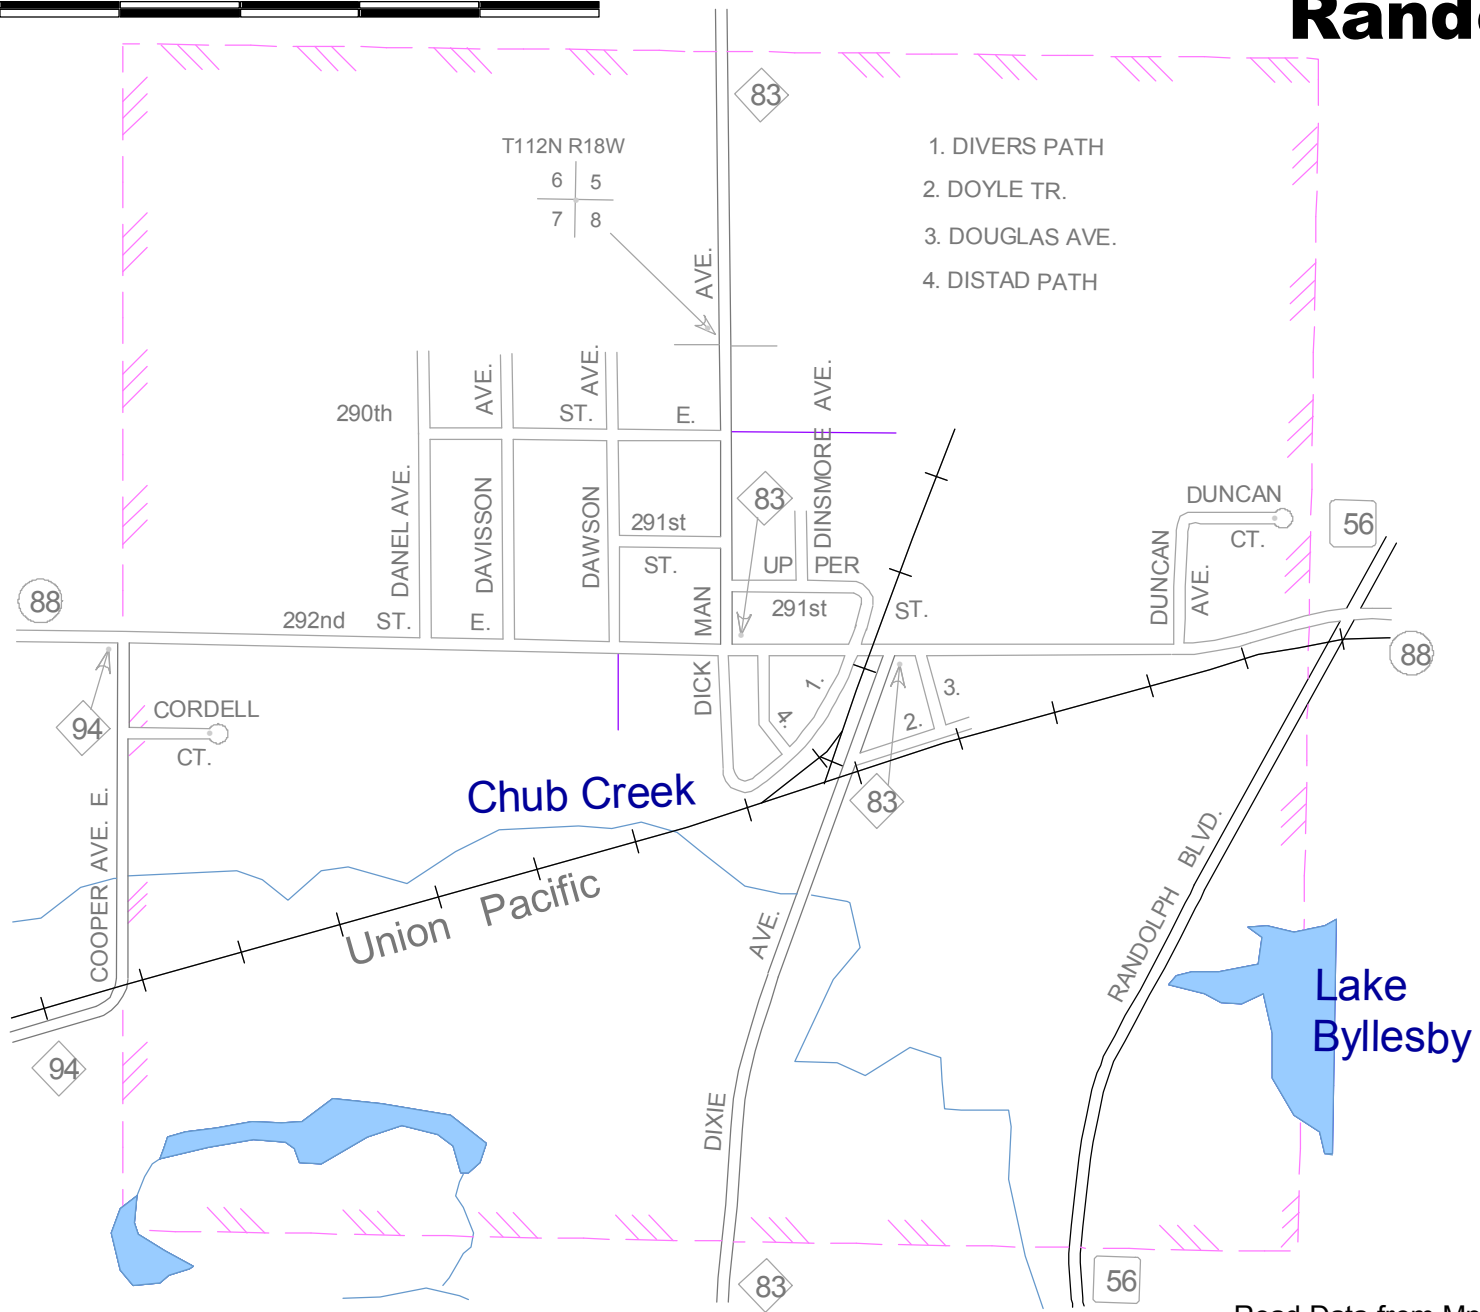 Rando
83
T112N R18W
6 5
7 8
1. DIVERS PATH
2. DOYLE TR.
3. DOUGLAS AVE.
4. DISTAD PATH
AVE.
AVE.
AVE.
DINSMORE AVE.
290th ST. E.
DANEL AVE.
DAVISSON
DAWSON
83
291st
ST.
UP PER
291st
ST.
DUNCAN
CT.
DUNCAN
AVE.
56
88
292nd ST. E.
MAN
DICK
88
94
CORDELL
CT.
1.
4.
3.
2.
83
Chub Creek
COOPER AVE. E.
Union Pacific
AVE.
DIXIE
RANDOLPH BLVD.
Lake
Byllesby
94
83
56